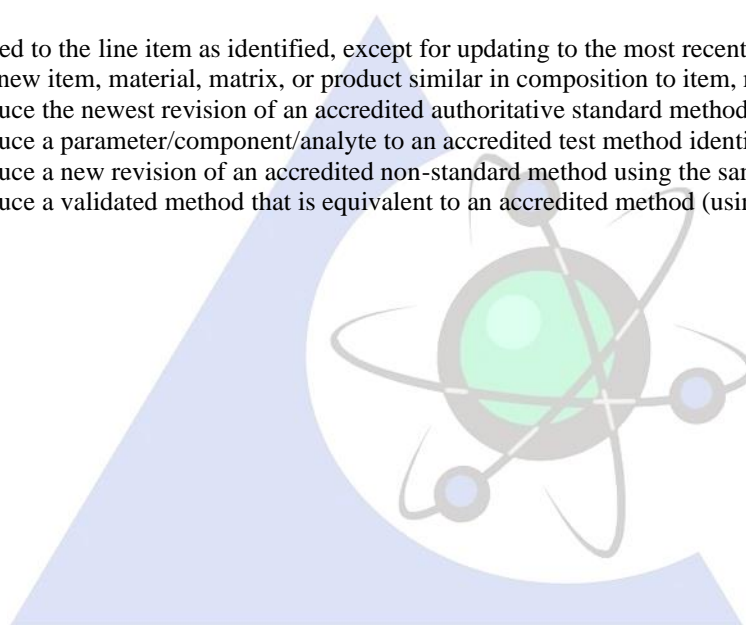 ed to the line item as identified, except for updating to the most recent
new item, material, matrix, or product similar in composition to item,
uce the newest revision of an accredited authoritative standard method
uce a parameter/component/analyte to an accredited test method identi
uce a new revision of an accredited non-standard method using the sa
uce a validated method that is equivalent to an accredited method (usin